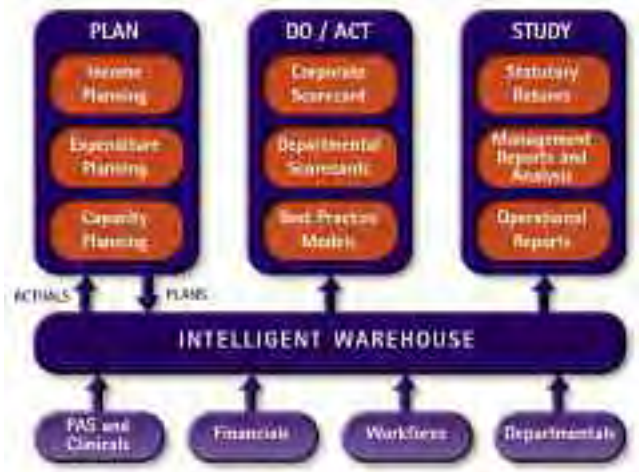 PLAN
Income
Planning
Expenditure
Planning
Capacity
Planning
DO / ACT
Corporate
Scorecard
Departmental
Scorecards
Best Practice
Models
STUDY
Statutory
Returns
Management
Reports and
Analysis
Operational
Reports
ACTUALS
PLANS
INTELLIGENT WAREHOUSE
PAS and
Clinicals
Financials
Workforce
Departmentals